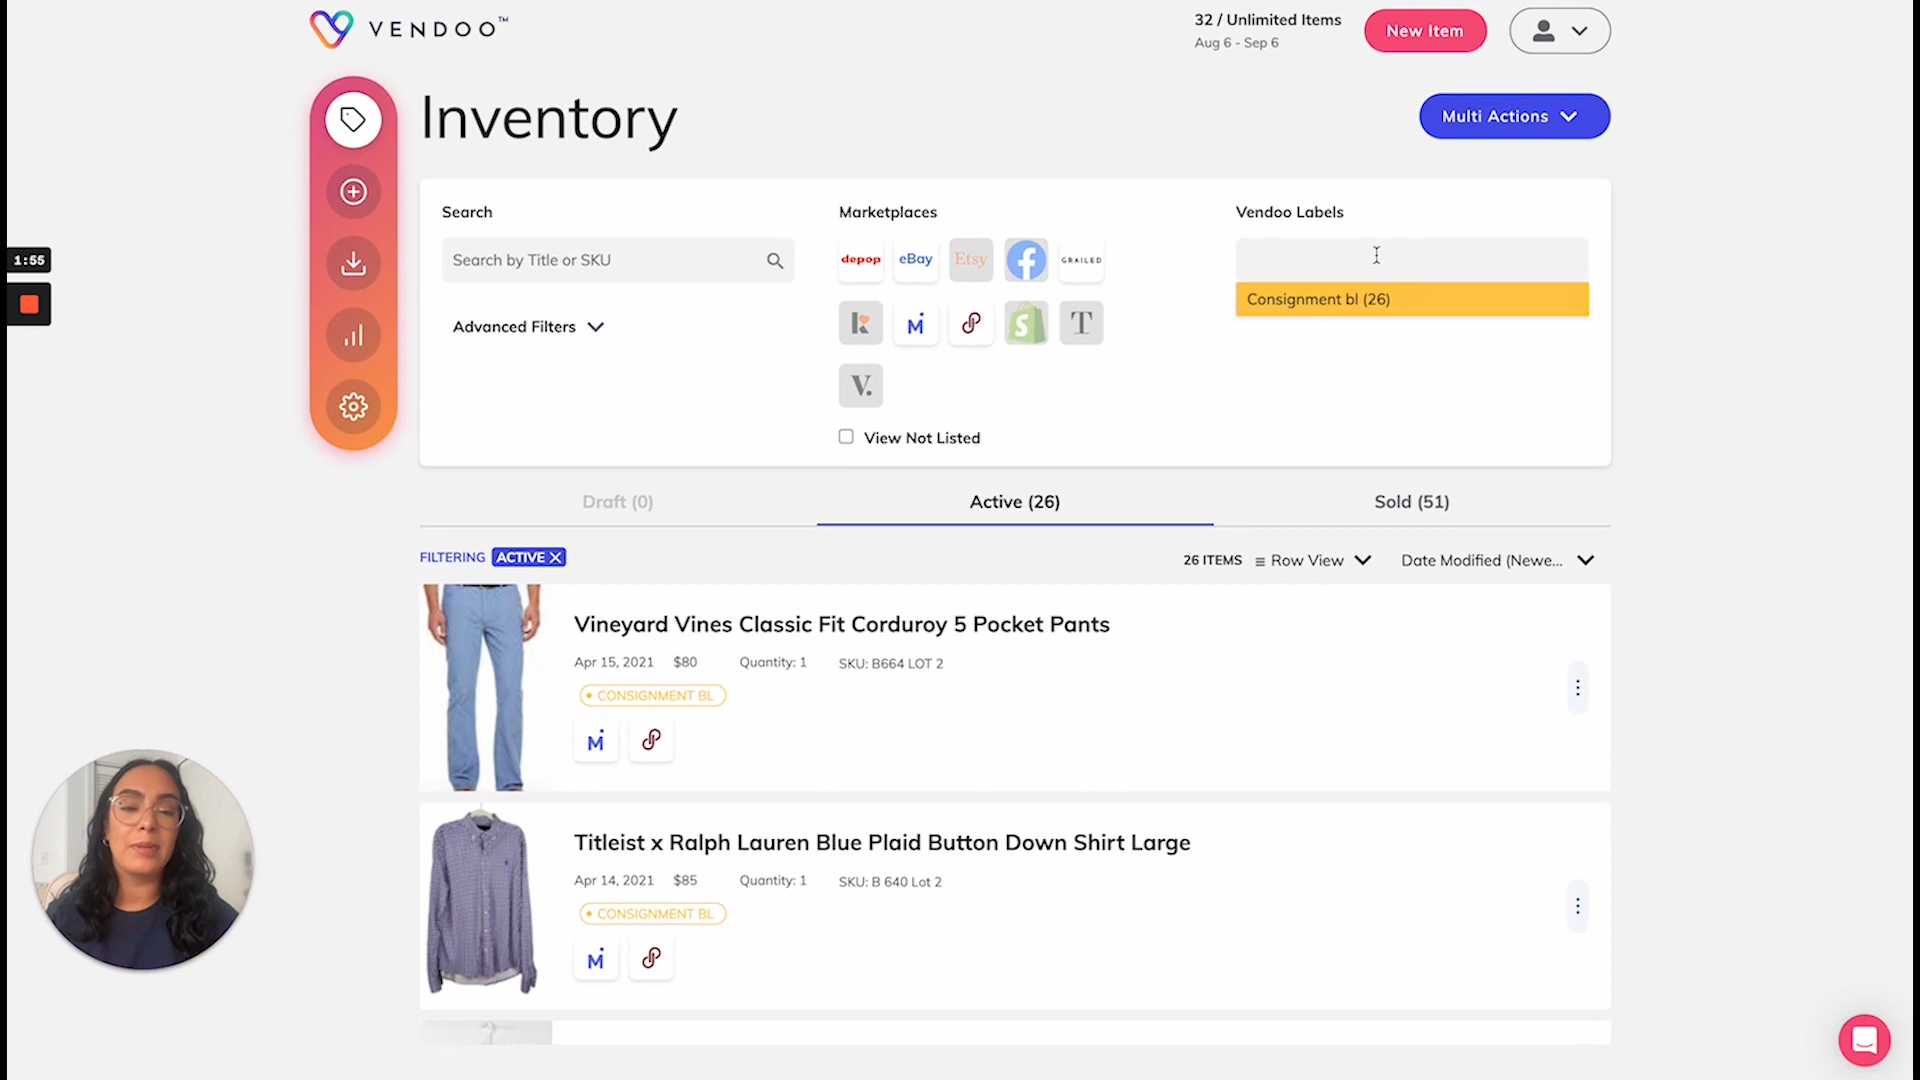 VENDOO™
32 / Unlimited Items
Aug 6 - Sep 6
New Item
Inventory
Multi Actions
Search
Search by Title or SKU
Advanced Filters
Marketplaces
depop
eBay
Etsy
GRAILED
View Not Listed
Vendoo Labels
Consignment bl (26)
1:55
Draft (0)
Active (26)
Sold (51)
FILTERING ACTIVE
26 ITEMS
Row View
Date Modified (Newe...
Vineyard Vines Classic Fit Corduroy 5 Pocket Pants
Apr 15, 2021 $80 Quantity: 1 SKU: B664 LOT 2
• CONSIGNMENT BL
Titleist x Ralph Lauren Blue Plaid Button Down Shirt Large
Apr 14, 2021 $85 Quantity: 1 SKU: B 640 Lot 2
• CONSIGNMENT BL